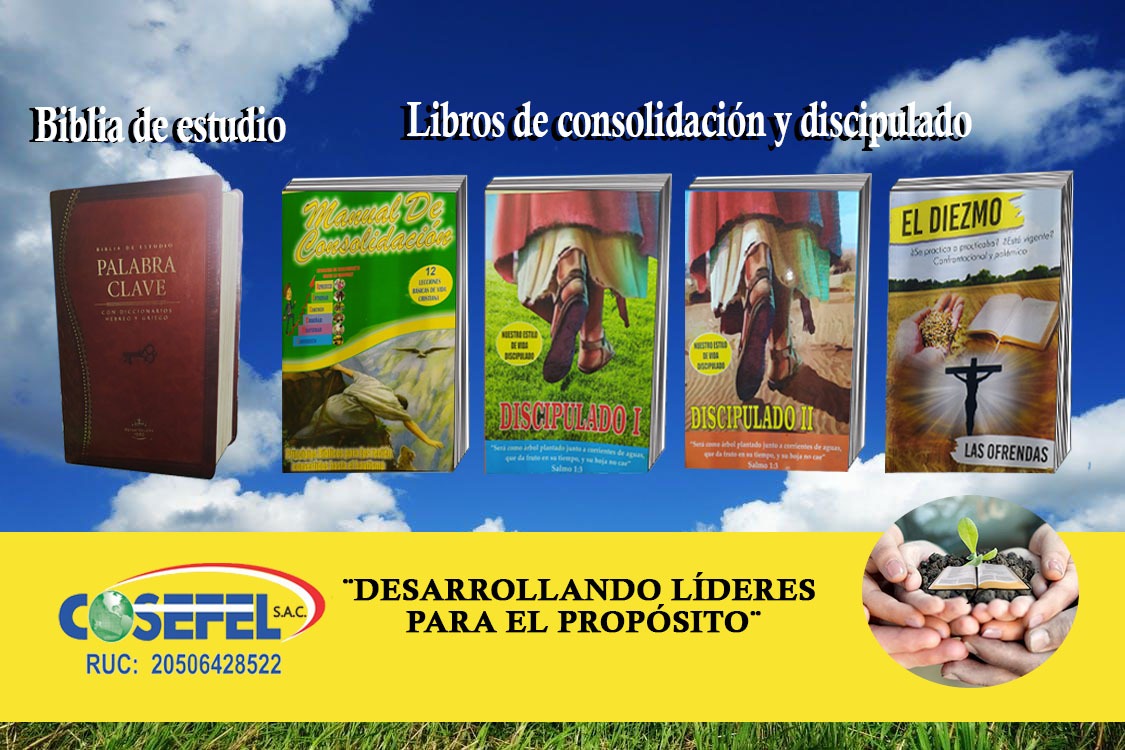 Biblia de estudio
Libros de consolidación y discipulado
BIBLIA DE ESTUDIO
PALABRA
CLAVE
CON DICCIONARIOS
HEBREO Y GRIEGO
Manual De
Consolidación
12
LECCIONES
BÁSICAS DE VIDA
CRISTIANA
NUESTRO ESTILO
DE VIDA
DISCIPULADO
DISCIPULADO I
"Será como árbol plantado junto a corrientes de aguas,
que da fruto en su tiempo, y su hoja no cae"
Salmo 1:3
NUESTRO ESTILO
DE VIDA
DISCIPULADO
DISCIPULADO II
"Será como árbol plantado junto a corrientes de aguas,
que da fruto en su tiempo, y su hoja no cae"
Salmo 1:3
EL DIEZMO
¿Se practica o practicaba? ¿Está vigente?
Confrontacional y polémico
LAS OFRENDAS
COSEFEL S.A.C.
RUC: 20506428522
¨DESARROLLANDO LÍDERES
PARA EL PROPÓSITO¨